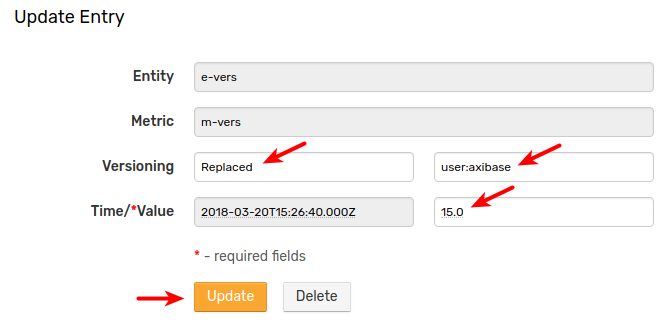 Update Entry
Entity e-vers
Metric m-vers
Versioning Replaced user:axibase
Time/*Value 2018-03-20T15:26:40.000Z 15.0
* - required fields
Update Delete